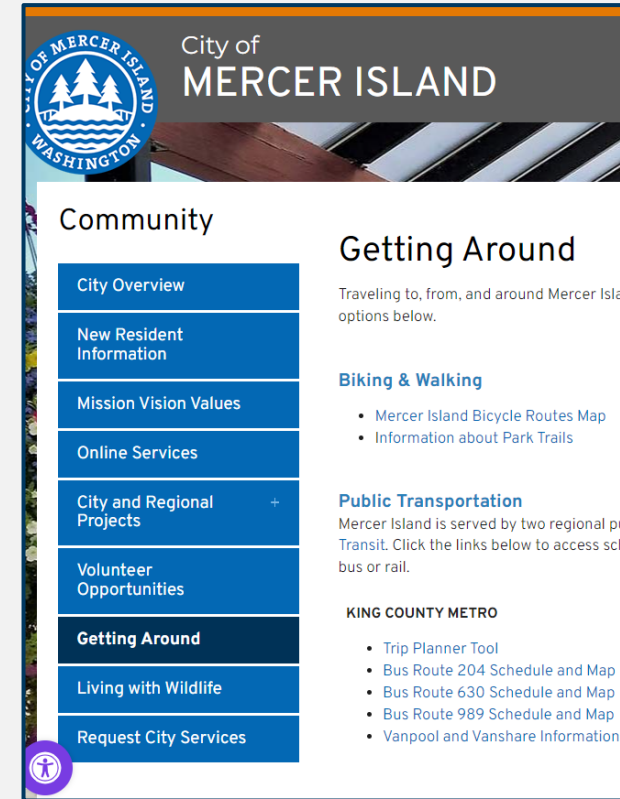 CITY OF MERCER ISLAND
WASHINGTON
City of
MERCER ISLAND
Community
City Overview
New Resident
Information
Mission Vision Values
Online Services
City and Regional +
Projects
Volunteer
Opportunities
Getting Around
Living with Wildlife
Request City Services
Getting Around
Traveling to, from, and around Mercer
options below.
Biking & Walking
• Mercer Island Bicycle Routes Map
• Information about Park Trails
Public Transportation
Mercer Island is served by two regional
Transit. Click the links below to access
bus or rail.
KING COUNTY METRO
• Trip Planner Tool
• Bus Route 204 Schedule and Map
• Bus Route 630 Schedule and Map
• Bus Route 989 Schedule and Map
• Vanpool and Vanshare Information